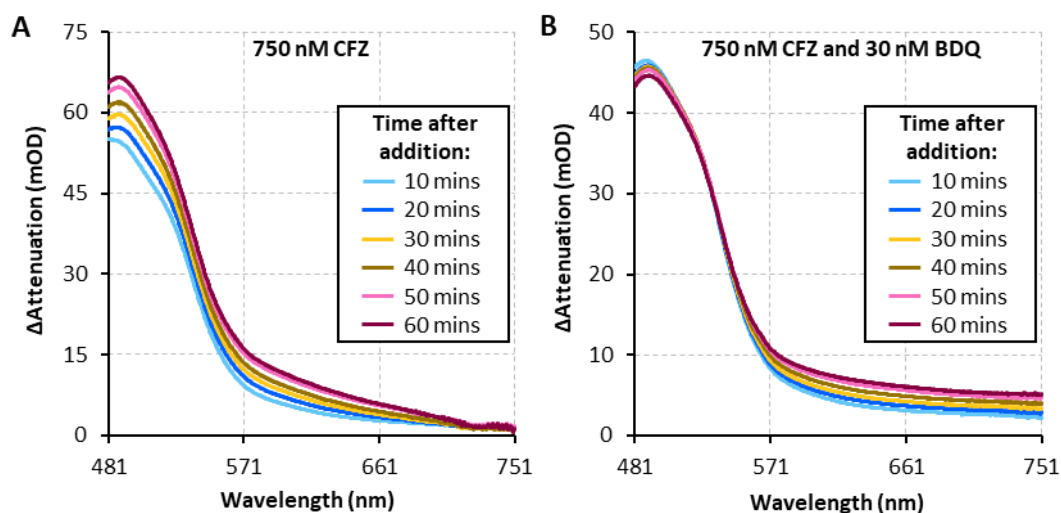 A
750 nM CFZ
75
60
45
30
15
0
ΔAttenuation (mOD)
Time after
addition:
10 mins
20 mins
30 mins
40 mins
50 mins
60 mins
481
571
661
751
Wavelength (nm)
B
750 nM CFZ and 30 nM BDQ
50
40
30
20
10
0
ΔAttenuation (mOD)
Time after
addition:
10 mins
20 mins
30 mins
40 mins
50 mins
60 mins
481
571
661
751
Wavelength (nm)